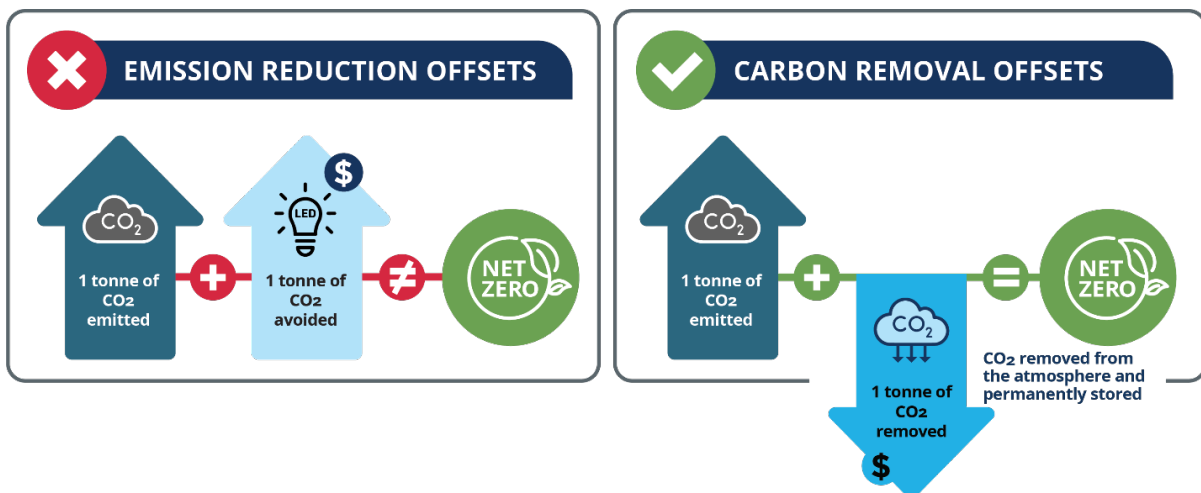 EMISSION REDUCTION OFFSETS
CO2
1 tonne of
CO2
emitted
+
$
LED
1 tonne of
CO2
avoided
≠
NET
ZERO
CARBON REMOVAL OFFSETS
CO2
1 tonne of
CO2
emitted
+
CO2
1 tonne of
CO2
removed
$
=
NET
ZERO
CO2 removed from
the atmosphere and
permanently stored